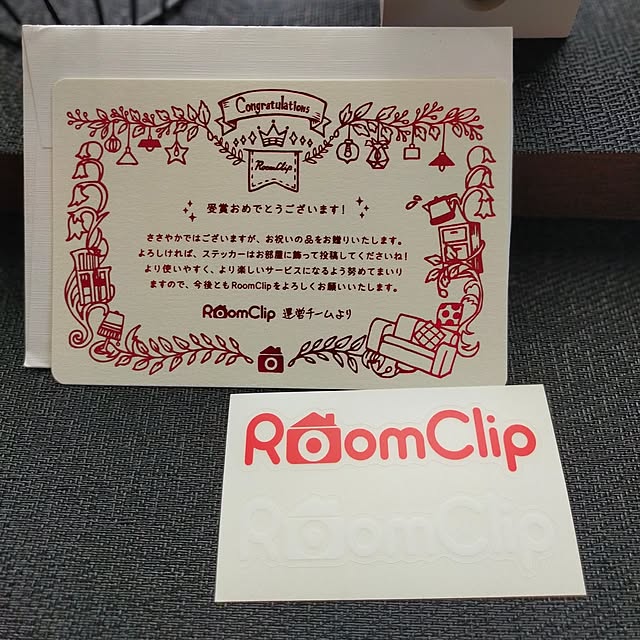 Congratulations
RoomClip
受賞おめでとうございます！
ささやかではございますが、お祝いの品をお贈りいたします。
よろしければ、ステッカーはお部屋に飾って投稿してくださいね！
より使いやすく、より楽しいサービスになるよう努めてまいり
ますので、今後ともRoomClipをよろしくお願いいたします。
RoomClip 運営チームより
RoomClip
RoomClip